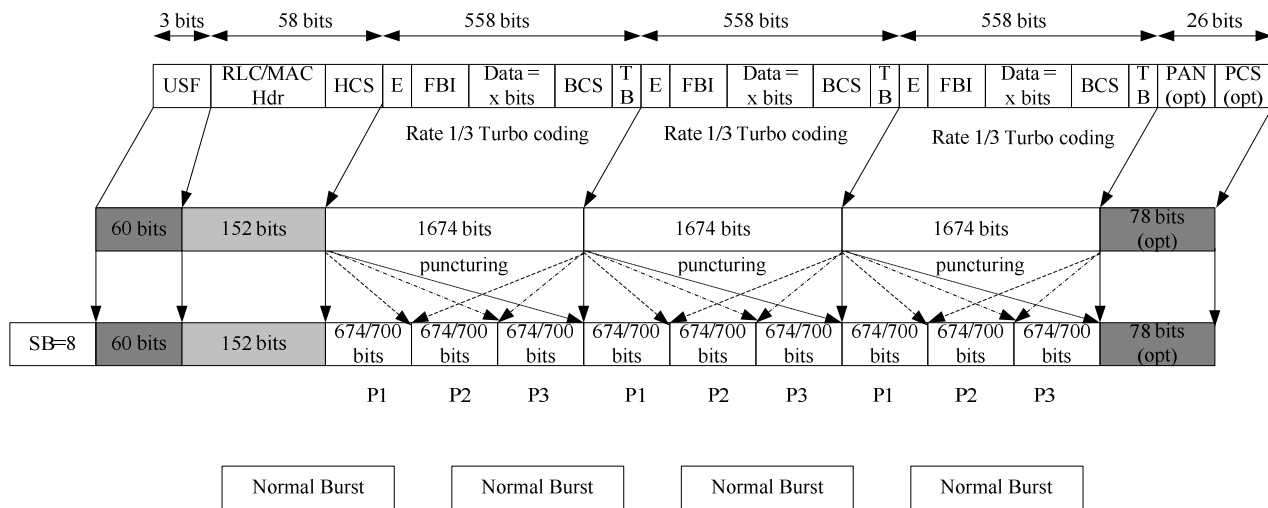 3 bits 58 bits 558 bits 558 bits 558 bits 26 bits
USF RLC/MAC Hdr HCS E FBI Data = x bits BCS T B E FBI Data = x bits BCS T B E FBI Data = x bits BCS T B PAN (opt) PCS (opt)
Rate 1/3 Turbo coding Rate 1/3 Turbo coding Rate 1/3 Turbo coding
60 bits 152 bits 1674 bits 1674 bits 1674 bits 78 bits (opt)
puncturing puncturing puncturing
SB=8 60 bits 152 bits 674/700 bits 674/700 bits 674/700 bits 674/700 bits 674/700 bits 674/700 bits 674/700 bits 674/700 bits 674/700 bits 78 bits (opt)
P1 P2 P3 P1 P2 P3 P1 P2 P3
Normal Burst Normal Burst Normal Burst Normal Burst